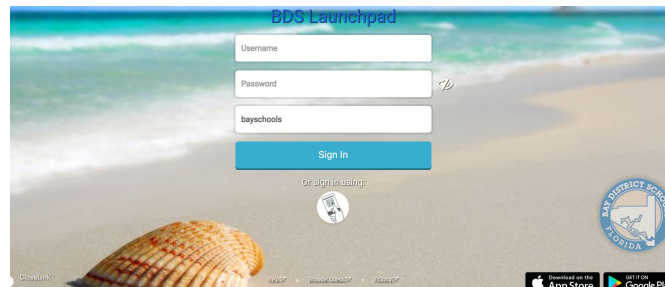 BDS Launchpad
Username
Password
bayschools
Sign In
Or sign in using:
BAY DISTRICT SCHO
FLORIDA
ClassLink
Help
Browser Check
Privacy
Download on the
App Store
GET IT ON
Google Pl